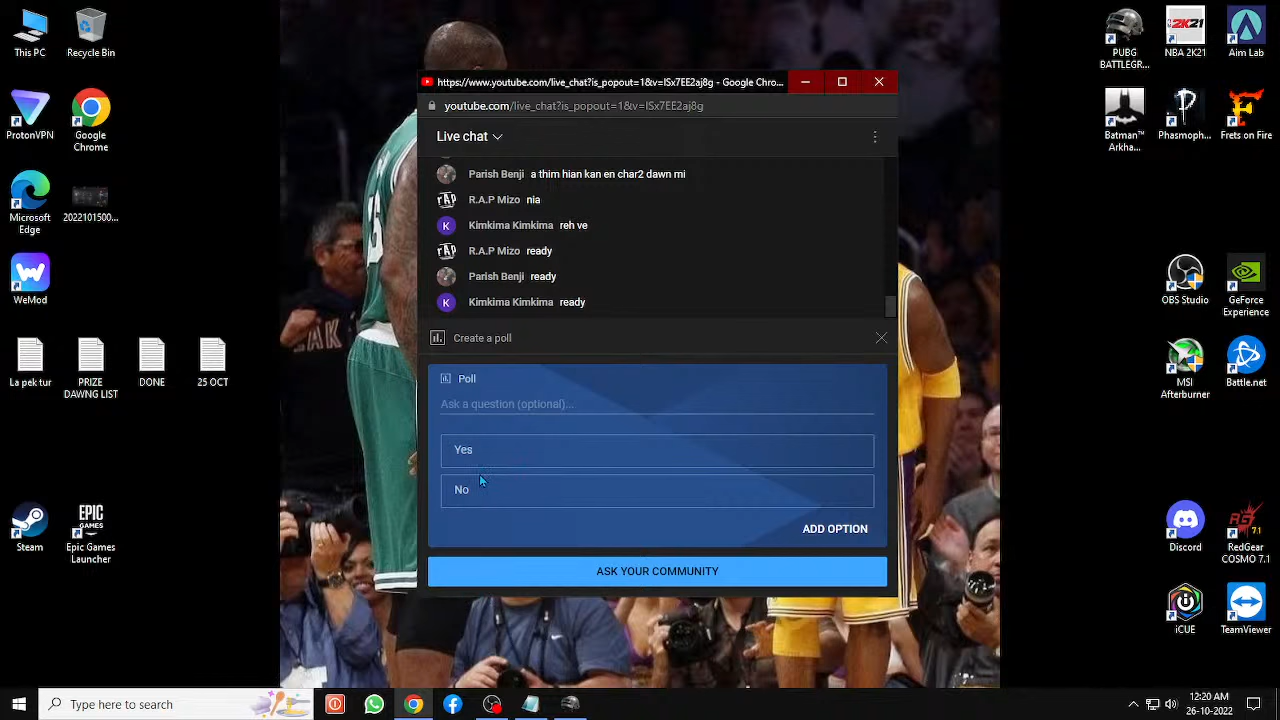 This PC
Recycle Bin
ProtonVPN
Google
Chrome
Microsoft
Edge
2022101500...
WeMod
La pek tur
PRIZE
DAWNG LIST
DONE
25 OCT
Steam
Epic Games
Launcher
https://www.youtube.com/live_chat?is_popout=1&v=ISx7EE2aj8g - Google Chro...
youtube.com/live_chat?is_popout=1&v=ISx7EE2aj8g
Live chat
Parish Benji a thim hian kan en char2 dawn mi
R.A.P Mizo nia
Kimkima Kimkima reh ve
R.A.P Mizo ready
Parish Benji ready
Kimkima Kimkima ready
Create a poll
Poll
Ask a question (optional)...
Yes
No
ADD OPTION
ASK YOUR COMMUNITY
PUBG
BATTLEGR...
NBA 2K21
Aim Lab
Batman™
Arkha...
Phasmoph...
Frets on Fire
OBS Studio
GeForce
Experience
MSI
Afterburner
Battle.net
Discord
RedGear
COSMO 7.1
iCUE
TeamViewer
Type here to search
12:20 AM
26-10-2022